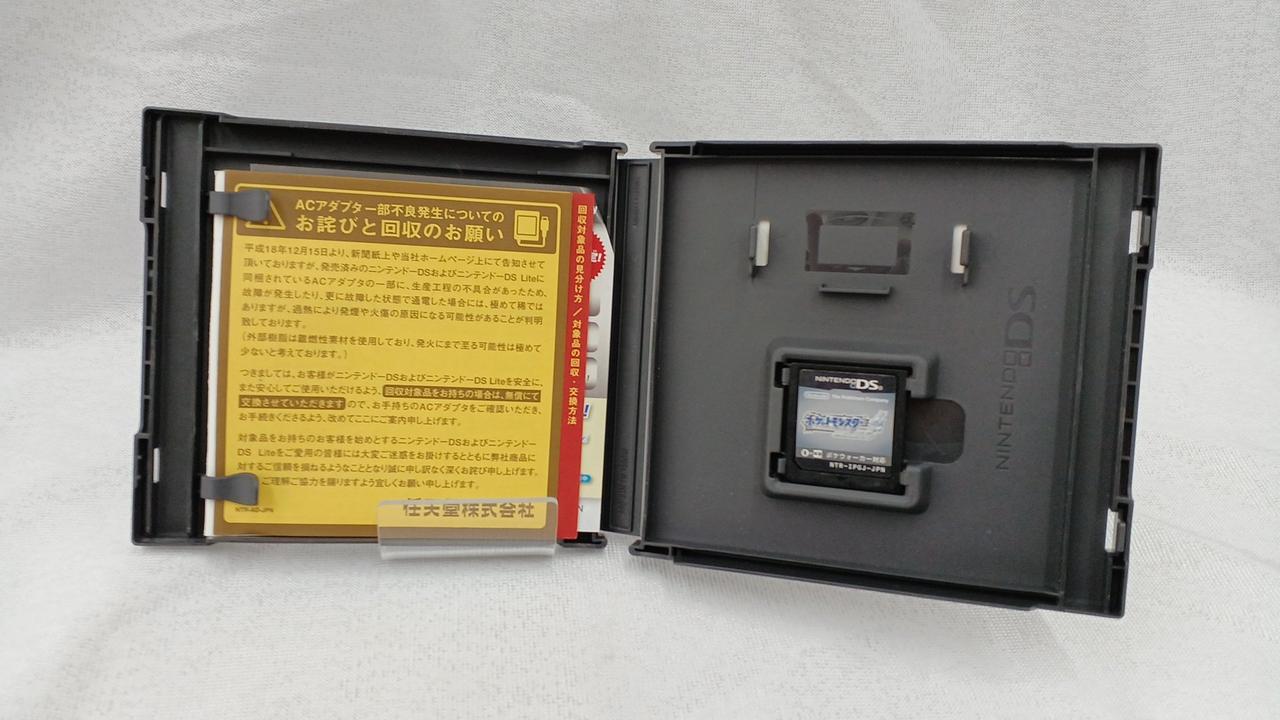 ACアダプター部不良発生についての
お詫びと回収のお願い
平成18年12月15日より、新聞紙上や当社ホームページ上にて告知させて
頂いておりますが、発売済みのニンテンドーDSおよびニンテンドーDS Liteに
同梱されているACアダプタの一部に、生産工程の不具合があったため、
故障が発生したり、更に故障した状態で通電した場合には、極めて稀では
ありますが、過熱により発煙や火傷の原因になる可能性があることが判明
致しております。
(外部樹脂は難燃性素材を使用しており、発火にまで至る可能性は極めて
少ないと考えております。)
つきましては、お客様がニンテンドーDSおよびニンテンドーDS Liteを安全に、
また安心してご使用いただけるよう、回収対象品をお持ちの場合は、無償にて
交換させていただきますので、お手持ちのACアダプタをご確認いただき、
お手続きくださるよう、改めてここにご案内申し上げます。
対象品をお持ちのお客様を始めとするニンテンドーDSおよびニンテンドー
DS Liteをご愛用の皆様には大変ご迷惑をお掛けするとともに弊社商品に
対するご信頼を損ねるようなこととなり誠に申し訳なく深くお詫び申し上げます。
ご理解ご協力を賜りますよう宜しくお願い申し上げます。
任天堂株式会社
NTR-AD-JPN
回収対象品の見分け方 / 対象品の回収・交換方法
NINTENDO DS
NINTENDO DS
Nintendo The Pokémon Company
ポケットモンスター
ポケウォーカー対応
NTR-IPGJ-JPN